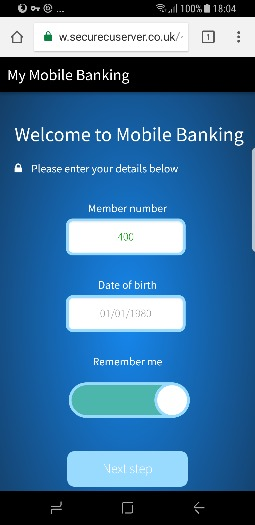 ... 100% 18:04
w.securecuserver.co.uk/
1
My Mobile Banking
Welcome to Mobile Banking
Please enter your details below
Member number
400
Date of birth
01/01/1980
Remember me
Next step